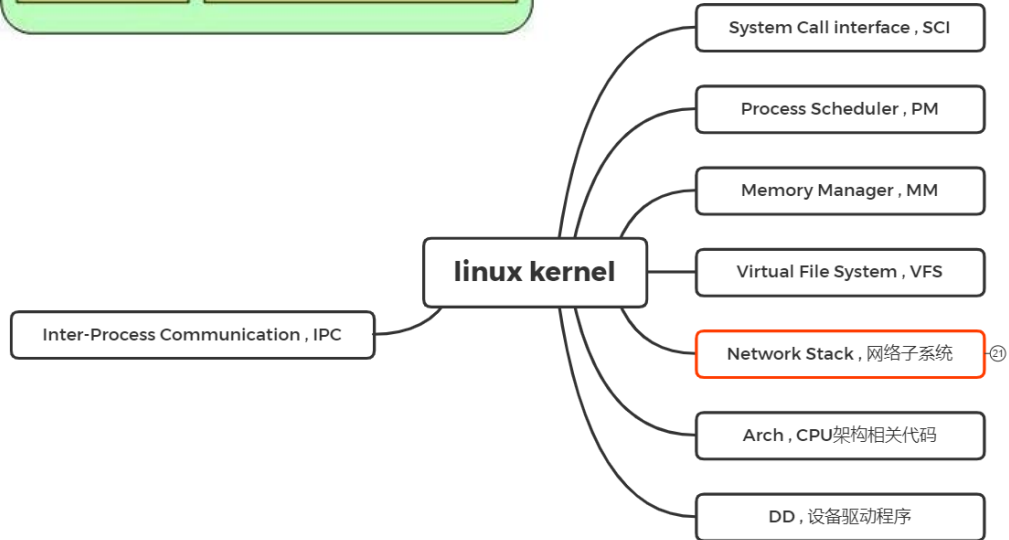 System Call interface , SCI
Process Scheduler , PM
Memory Manager , MM
linux kernel
Virtual File System , VFS
Inter-Process Communication , IPC
Network Stack , 网络子系统
21
Arch , CPU架构相关代码
DD , 设备驱动程序